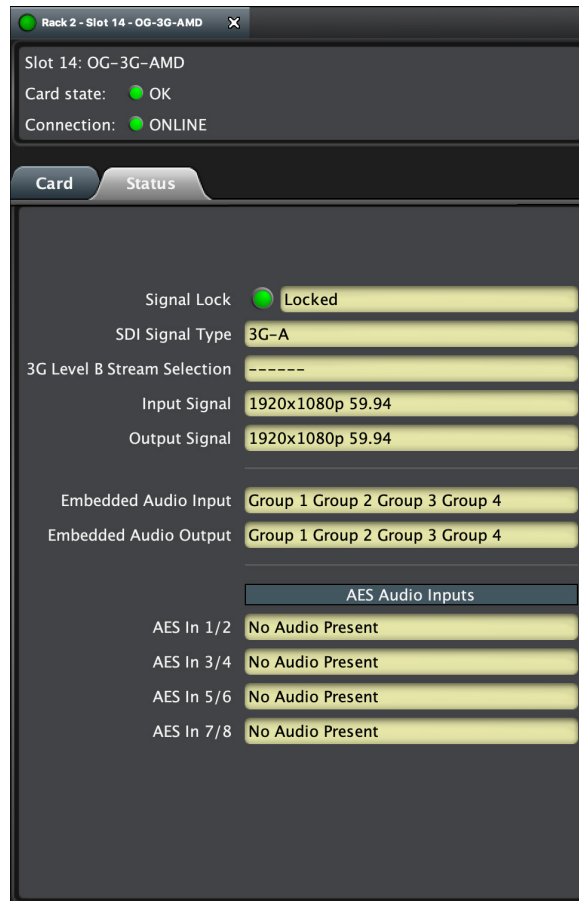 Rack 2 - Slot 14 - OG-3G-AMD
Slot 14: OG-3G-AMD
Card state: OK
Connection: ONLINE
Card Status
Signal Lock Locked
SDI Signal Type 3G-A
3G Level B Stream Selection ------
Input Signal 1920x1080p 59.94
Output Signal 1920x1080p 59.94
Embedded Audio Input Group 1 Group 2 Group 3 Group 4
Embedded Audio Output Group 1 Group 2 Group 3 Group 4
AES Audio Inputs
AES In 1/2 No Audio Present
AES In 3/4 No Audio Present
AES In 5/6 No Audio Present
AES In 7/8 No Audio Present